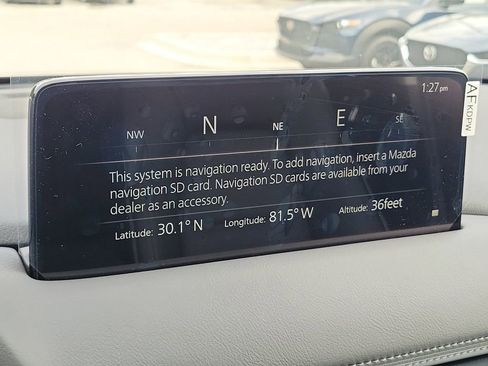 1:27 pm
NW N NE E SE
This system is navigation ready. To add navigation, insert a Mazda
navigation SD card. Navigation SD cards are available from your
dealer as an accessory.
Latitude: 30.1° N Longitude: 81.5° W Altitude: 36feet
AFKDPW